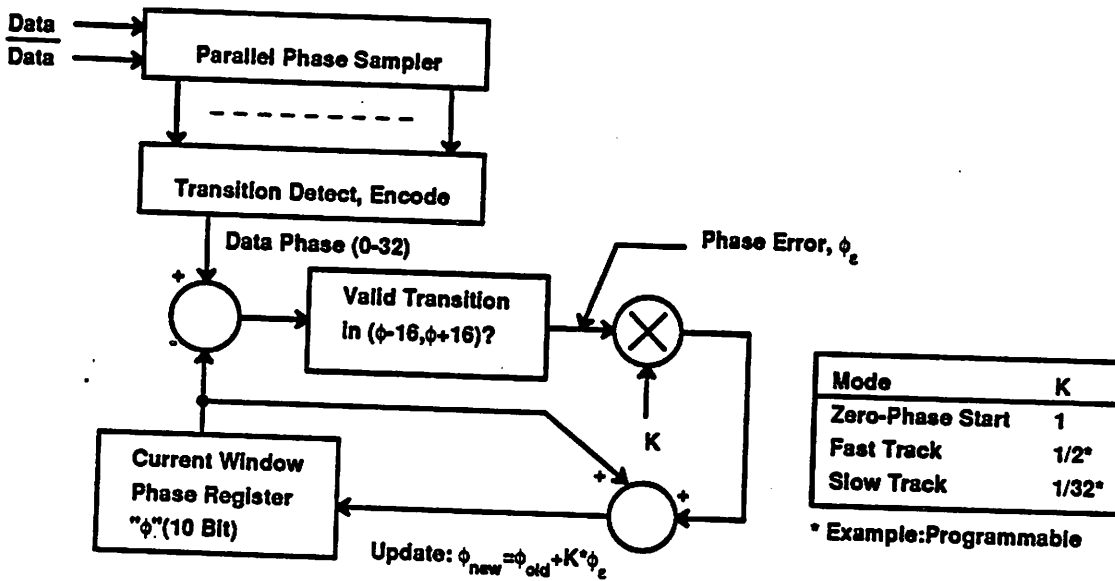 Data
Data
Parallel Phase Sampler
Transition Detect, Encode
Data Phase (0-32)
Phase Error, ϕε
+
-
Valid Transition
in (ϕ-16,ϕ+16)?
K
Current Window
Phase Register
"ϕ"(10 Bit)
+
+
Update: ϕnew=ϕold+K*ϕε
Mode K
Zero-Phase Start 1
Fast Track 1/2*
Slow Track 1/32*
* Example:Programmable